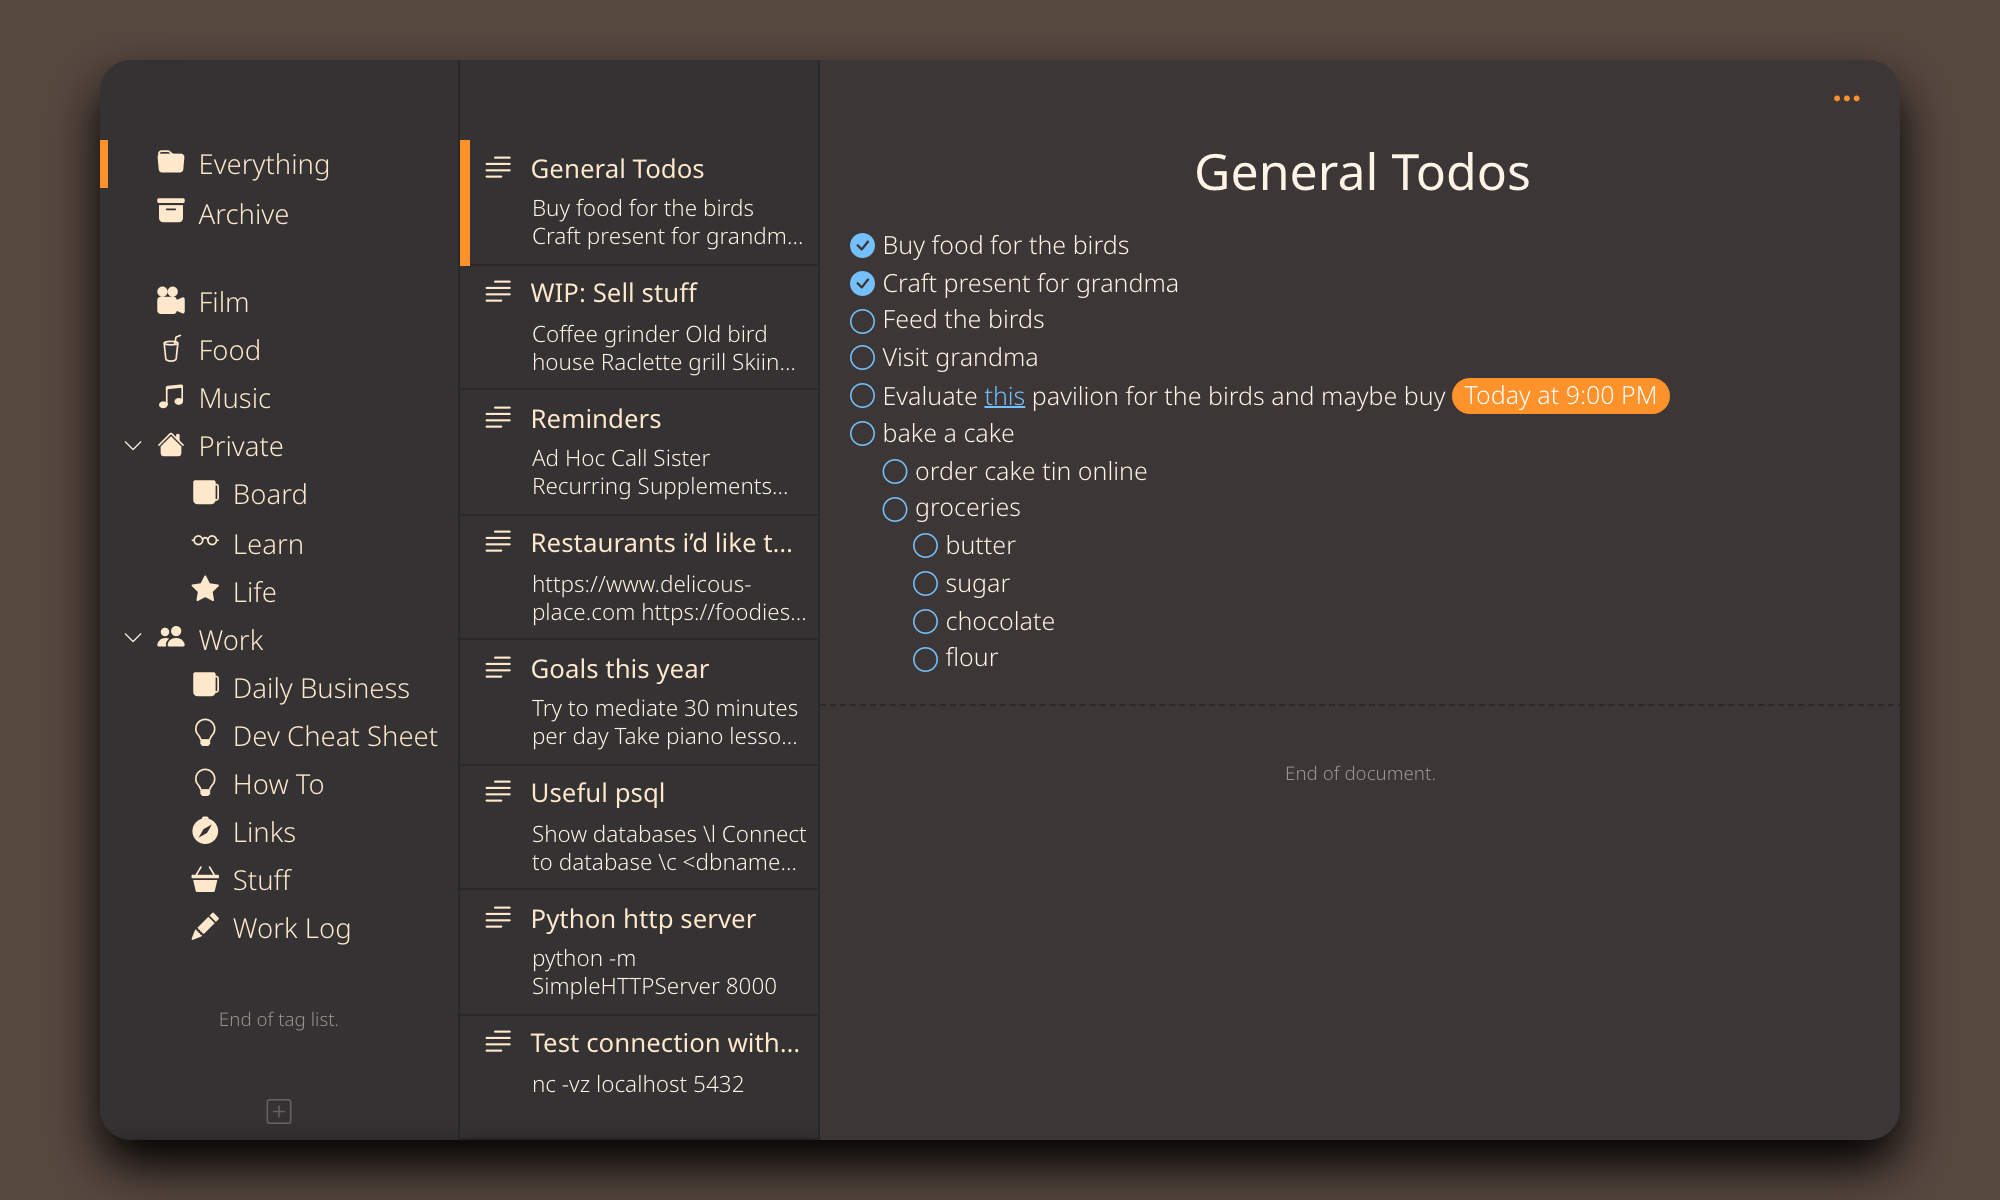 Everything
Archive
Film
Food
Music
Private
Board
Learn
Life
Work
Daily Business
Dev Cheat Sheet
How To
Links
Stuff
Work Log
End of tag list.
General Todos
Buy food for the birds
Craft present for grandm...
WIP: Sell stuff
Coffee grinder Old bird
house Raclette grill Skiin...
Reminders
Ad Hoc Call Sister
Recurring Supplements...
Restaurants i’d like t...
https://www.delicous-
place.com https://foodies...
Goals this year
Try to mediate 30 minutes
per day Take piano lesso...
Useful psql
Show databases \l Connect
to database \c <dbname...
Python http server
python -m
SimpleHTTPServer 8000
Test connection with...
nc -vz localhost 5432
General Todos
Buy food for the birds
Craft present for grandma
Feed the birds
Visit grandma
Evaluate this pavilion for the birds and maybe buy Today at 9:00 PM
bake a cake
order cake tin online
groceries
butter
sugar
chocolate
flour
End of document.